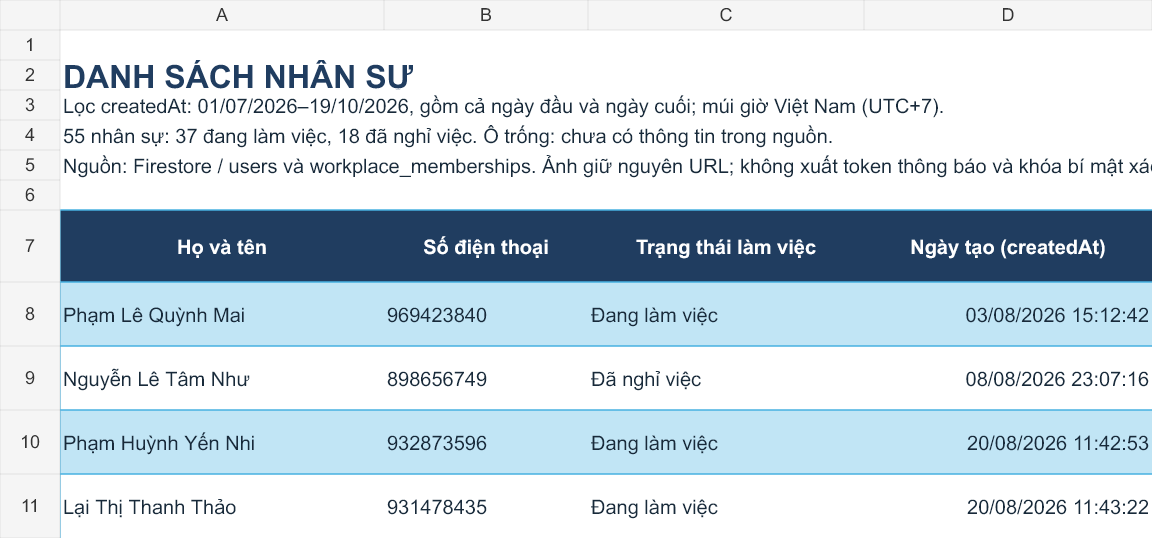 A B C D
1
2 DANH SÁCH NHÂN SỰ
3 Lọc createdAt: 01/07/2026–19/10/2026, gồm cả ngày đầu và ngày cuối; múi giờ Việt Nam (UTC+7).
4 55 nhân sự: 37 đang làm việc, 18 đã nghỉ việc. Ô trống: chưa có thông tin trong nguồn.
5 Nguồn: Firestore / users và workplace_memberships. Ảnh giữ nguyên URL; không xuất token thông báo và khóa bí mật
6
7 Họ và tên Số điện thoại Trạng thái làm việc Ngày tạo (createdAt)
8 Phạm Lê Quỳnh Mai 969423840 Đang làm việc 03/08/2026 15:12:42
9 Nguyễn Lê Tâm Như 898656749 Đã nghỉ việc 08/08/2026 23:07:16
10 Phạm Huỳnh Yến Nhi 932873596 Đang làm việc 20/08/2026 11:42:53
11 Lại Thị Thanh Thảo 931478435 Đang làm việc 20/08/2026 11:43:22